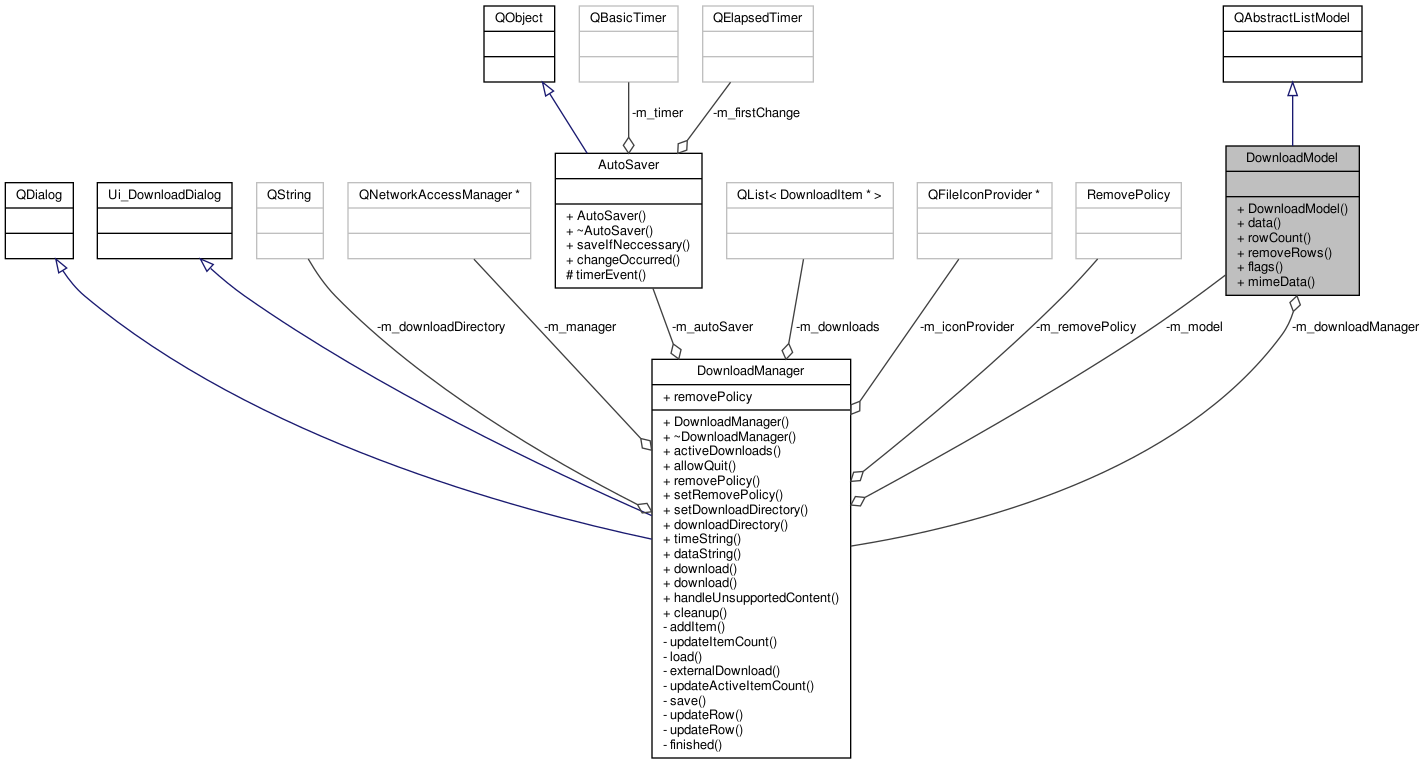 QObject
QBasicTimer
QElapsedTimer
QAbstractListModel
-m_timer
-m_firstChange
AutoSaver
+ AutoSaver()
+ ~AutoSaver()
+ saveIfNeccessary()
+ changeOccurred()
# timerEvent()
DownloadModel
+ DownloadModel()
+ data()
+ rowCount()
+ removeRows()
+ flags()
+ mimeData()
QDialog
Ui_DownloadDialog
QString
QNetworkAccessManager *
QList< DownloadItem * >
QFileIconProvider *
RemovePolicy
-m_downloadDirectory
-m_manager
-m_autoSaver
-m_downloads
-m_iconProvider
-m_removePolicy
-m_model
-m_downloadManager
DownloadManager
+ removePolicy
+ DownloadManager()
+ ~DownloadManager()
+ activeDownloads()
+ allowQuit()
+ removePolicy()
+ setRemovePolicy()
+ setDownloadDirectory()
+ downloadDirectory()
+ timeString()
+ dataString()
+ download()
+ download()
+ handleUnsupportedContent()
+ cleanup()
- addItem()
- updateItemCount()
- load()
- externalDownload()
- updateActiveItemCount()
- save()
- updateRow()
- updateRow()
- finished()